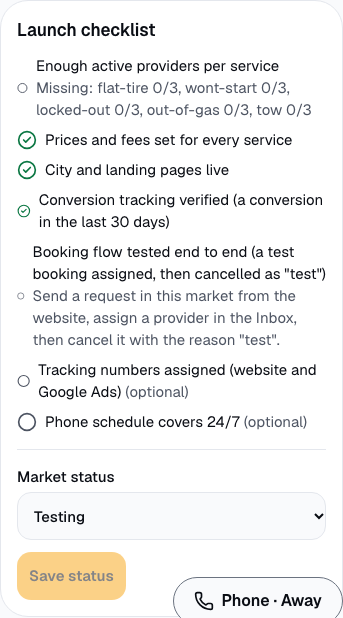 Launch checklist
Enough active providers per service
Missing: flat-tire 0/3, wont-start 0/3,
locked-out 0/3, out-of-gas 0/3, tow 0/3
Prices and fees set for every service
City and landing pages live
Conversion tracking verified (a conversion
in the last 30 days)
Booking flow tested end to end (a test
booking assigned, then cancelled as "test")
Send a request in this market from the
website, assign a provider in the Inbox,
then cancel it with the reason "test".
Tracking numbers assigned (website and
Google Ads) (optional)
Phone schedule covers 24/7 (optional)
Market status
Testing
Save status
Phone · Away